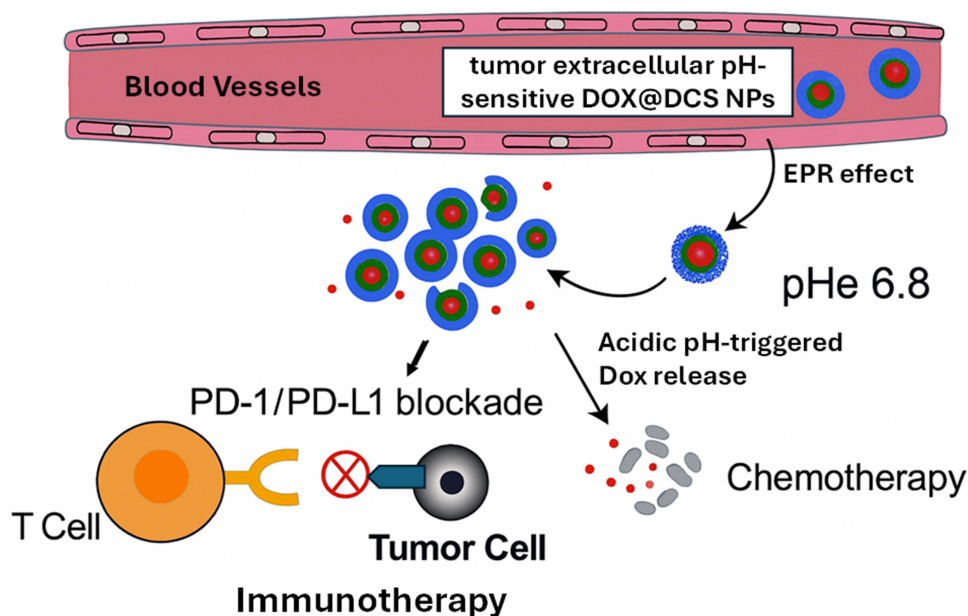 Blood Vessels
tumor extracellular pH-
sensitive DOX@DCS NPs
EPR effect
pHe 6.8
Acidic pH-triggered
Dox release
PD-1/PD-L1 blockade
Chemotherapy
T Cell
Tumor Cell
Immunotherapy